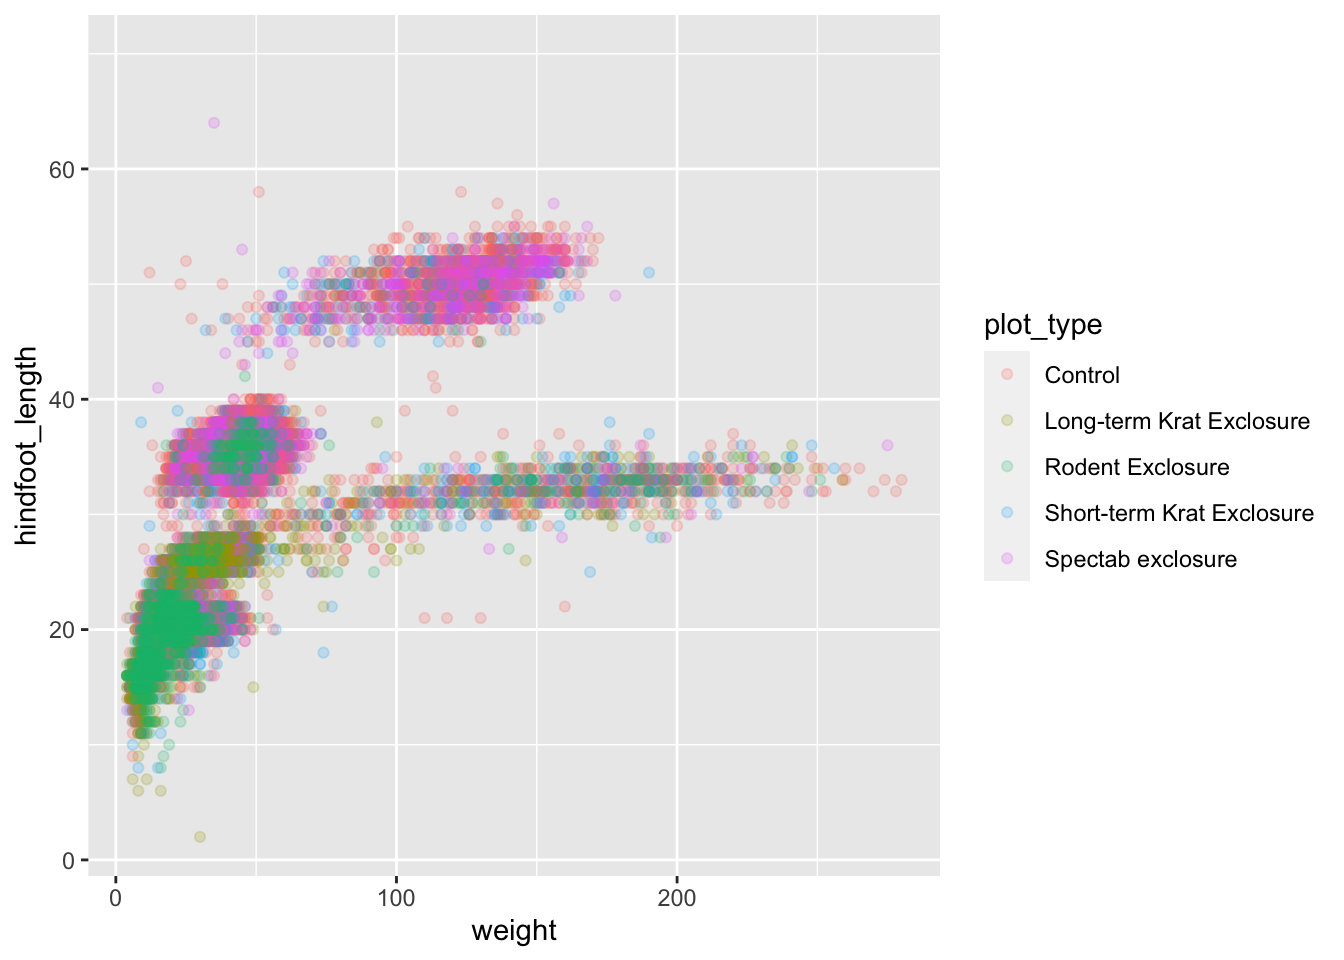 60
40
20
0
hindfoot_length
0
100
200
weight
plot_type
Control
Long-term Krat Exclosure
Rodent Exclosure
Short-term Krat Exclosure
Spectab exclosure